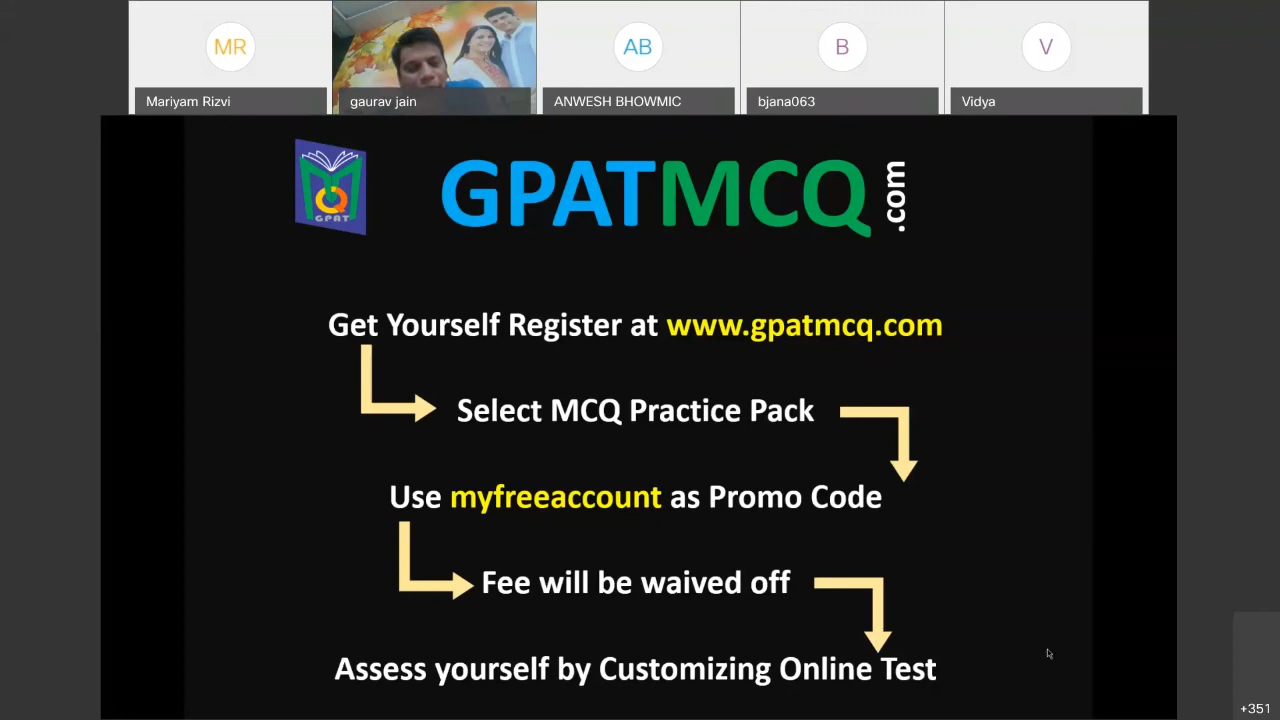 MR
AB
B
V
Mariyam Rizvi
gaurav jain
ANWESH BHOWMIC
bjana063
Vidya
MQ
GPAT
GPATMCQ.com
Get Yourself Register at www.gpatmcq.com
Select MCQ Practice Pack
Use myfreeaccount as Promo Code
Fee will be waived off
Assess yourself by Customizing Online Test
+351